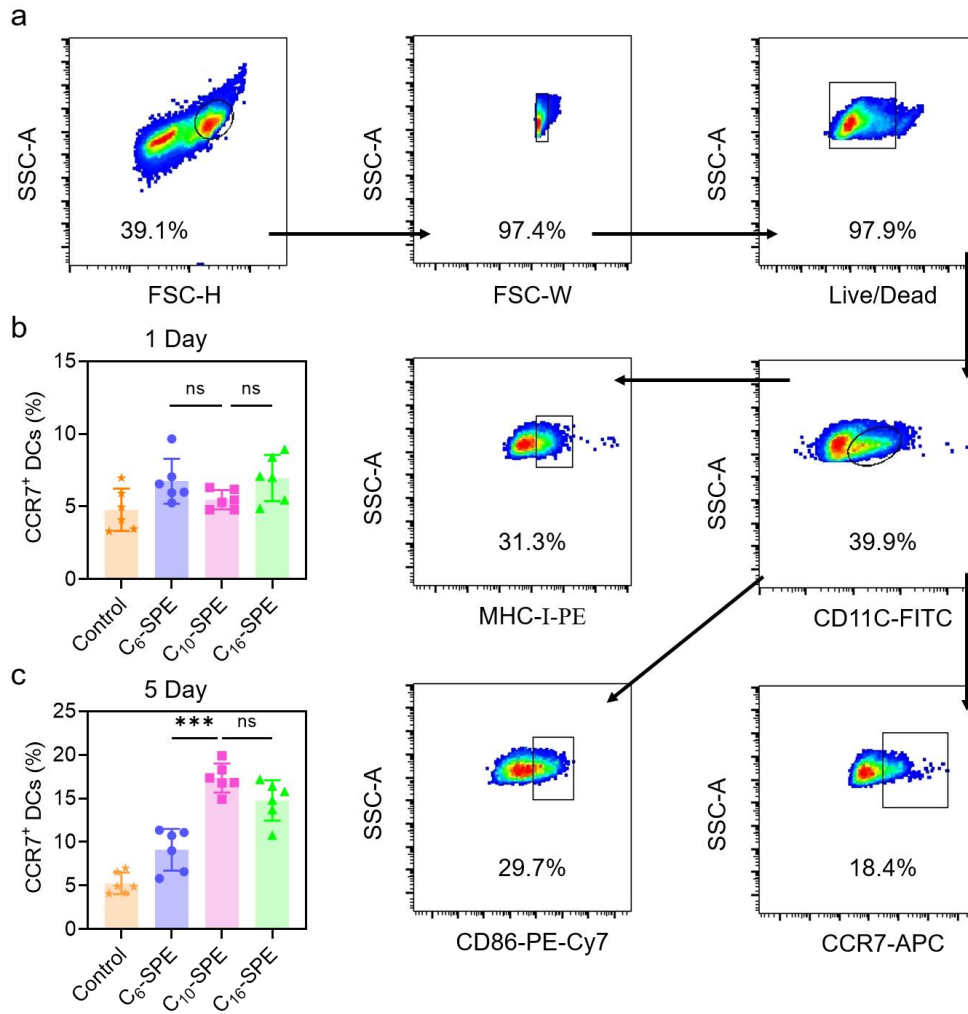 a
SSC-A
39.1%
FSC-H
SSC-A
97.4%
FSC-W
SSC-A
97.9%
Live/Dead
b
1 Day
CCR7⁺ DCs (%)
15
10
5
0
ns
ns
Control
C₆-SPE
C₁₀-SPE
C₁₆-SPE
SSC-A
31.3%
MHC-I-PE
SSC-A
39.9%
CD11C-FITC
c
5 Day
CCR7⁺ DCs (%)
25
20
15
10
5
0
***
ns
Control
C₆-SPE
C₁₀-SPE
C₁₆-SPE
SSC-A
29.7%
CD86-PE-Cy7
SSC-A
18.4%
CCR7-APC